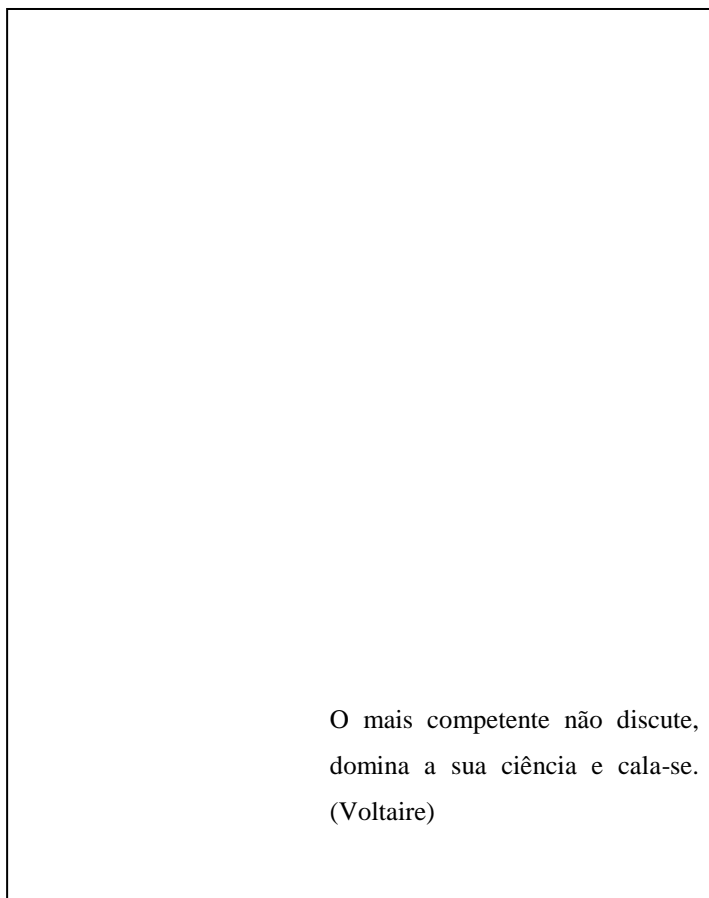 O mais competente não discute,
domina a sua ciência e cala-se.
(Voltaire)